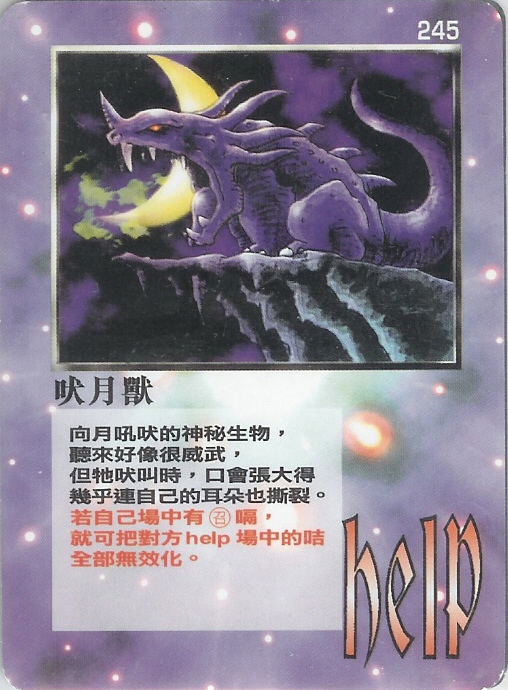 245
吠月獸
向月吼吠的神秘生物，
聽來好像很威武，
但牠吠叫時，口會張大得
幾乎連自己的耳朵也撕裂。
若自己場中有㊂嗝，
就可把對方help場中的咭
全部無效化。
help